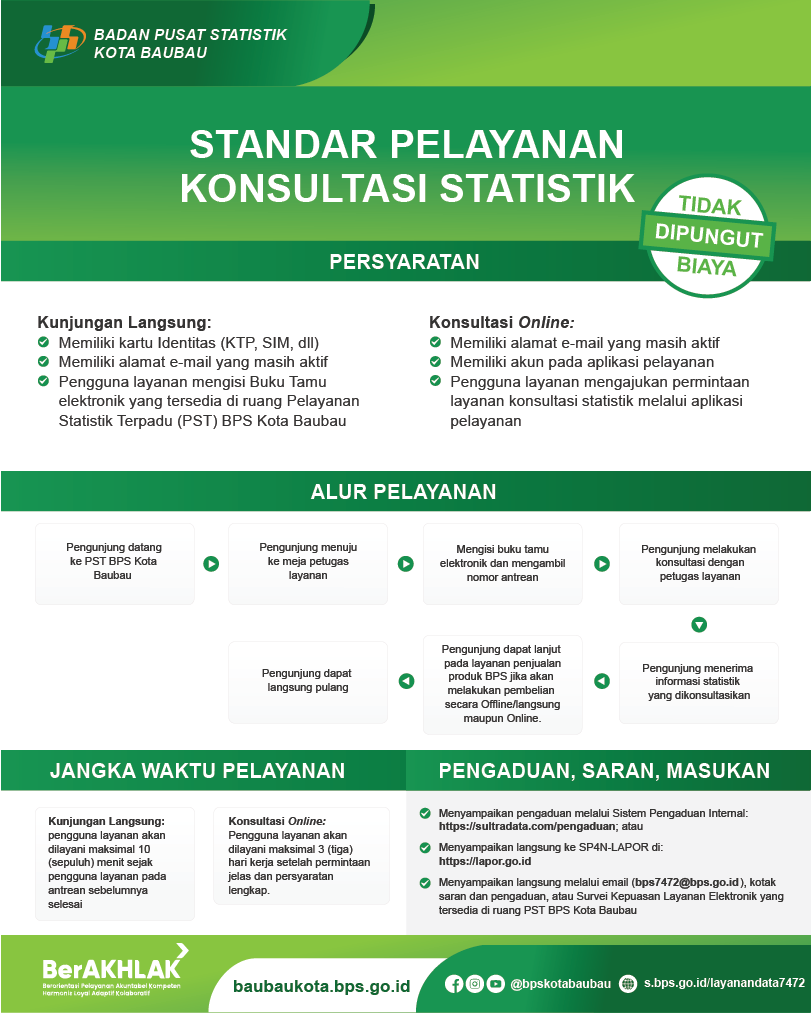 BADAN PUSAT STATISTIK
KOTA BAUBAU
STANDAR PELAYANAN
KONSULTASI STATISTIK
TIDAK
DIPUNGUT
BIAYA
PERSYARATAN
Kunjungan Langsung:
Memiliki kartu Identitas (KTP, SIM, dll)
Memiliki alamat e-mail yang masih aktif
Pengguna layanan mengisi Buku Tamu
elektronik yang tersedia di ruang Pelayanan
Statistik Terpadu (PST) BPS Kota Baubau
Konsultasi Online:
Memiliki alamat e-mail yang masih aktif
Memiliki akun pada aplikasi pelayanan
Pengguna layanan mengajukan permintaan
layanan konsultasi statistik melalui aplikasi
pelayanan
ALUR PELAYANAN
Pengunjung datang
ke PST BPS Kota
Baubau
Pengunjung menuju
ke meja petugas
layanan
Mengisi buku tamu
elektronik dan mengambil
nomor antrean
Pengunjung melakukan
konsultasi dengan
petugas layanan
Pengunjung menerima
informasi statistik
yang dikonsultasikan
Pengunjung dapat lanjut
pada layanan penjualan
produk BPS jika akan
melakukan pembelian
secara Offline/langsung
maupun Online.
Pengunjung dapat
langsung pulang
JANGKA WAKTU PELAYANAN
Kunjungan Langsung:
pengguna layanan akan
dilayani maksimal 10
(sepuluh) menit sejak
pengguna layanan pada
antrean sebelumnya
selesai
Konsultasi Online:
Pengguna layanan akan
dilayani maksimal 3 (tiga)
hari kerja setelah permintaan
jelas dan persyaratan
lengkap.
PENGADUAN, SARAN, MASUKAN
Menyampaikan pengaduan melalui Sistem Pengaduan Internal:
https://sultradata.com/pengaduan; atau
Menyampaikan langsung ke SP4N-LAPOR di:
https://lapor.go.id
Menyampaikan langsung melalui email (bps7472@bps.go.id), kotak
saran dan pengaduan, atau Survei Kepuasan Layanan Elektronik yang
tersedia di ruang PST BPS Kota Baubau
BerAKHLAK
Berorientasi Pelayanan Akuntabel Kompeten
Harmonis Loyal Adaptif Kolaboratif
baubaukota.bps.go.id
@bpskotabaubau
s.bps.go.id/layanandata7472